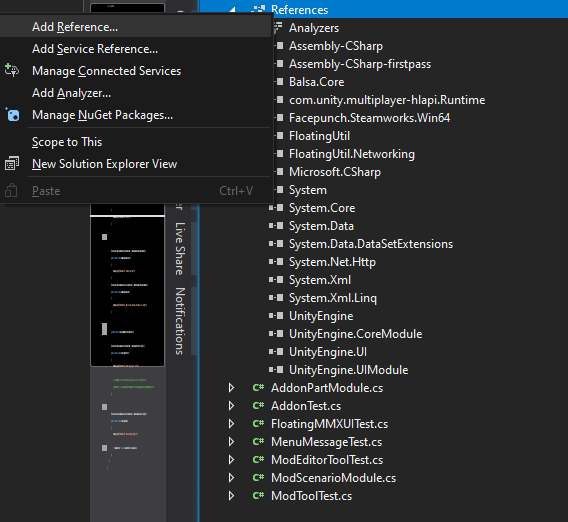 References
Add Reference...
Add Service Reference...
Manage Connected Services
Add Analyzer...
Manage NuGet Packages...
Scope to This
New Solution Explorer View
Paste Ctrl+V
Live Share
Notifications
Analyzers
Assembly-CSharp
Assembly-CSharp-firstpass
Balsa.Core
com.unity.multiplayer-hlapi.Runtime
Facepunch.Steamworks.Win64
FloatingUtil
FloatingUtil.Networking
Microsoft.CSharp
System
System.Core
System.Data
System.Data.DataSetExtensions
System.Net.Http
System.Xml
System.Xml.Linq
UnityEngine
UnityEngine.CoreModule
UnityEngine.UI
UnityEngine.UIModule
C# AddonPartModule.cs
C# AddonTest.cs
C# FloatingMMXUITest.cs
C# MenuMessageTest.cs
C# ModEditorToolTest.cs
C# ModScenarioModule.cs
C# ModToolTest.cs